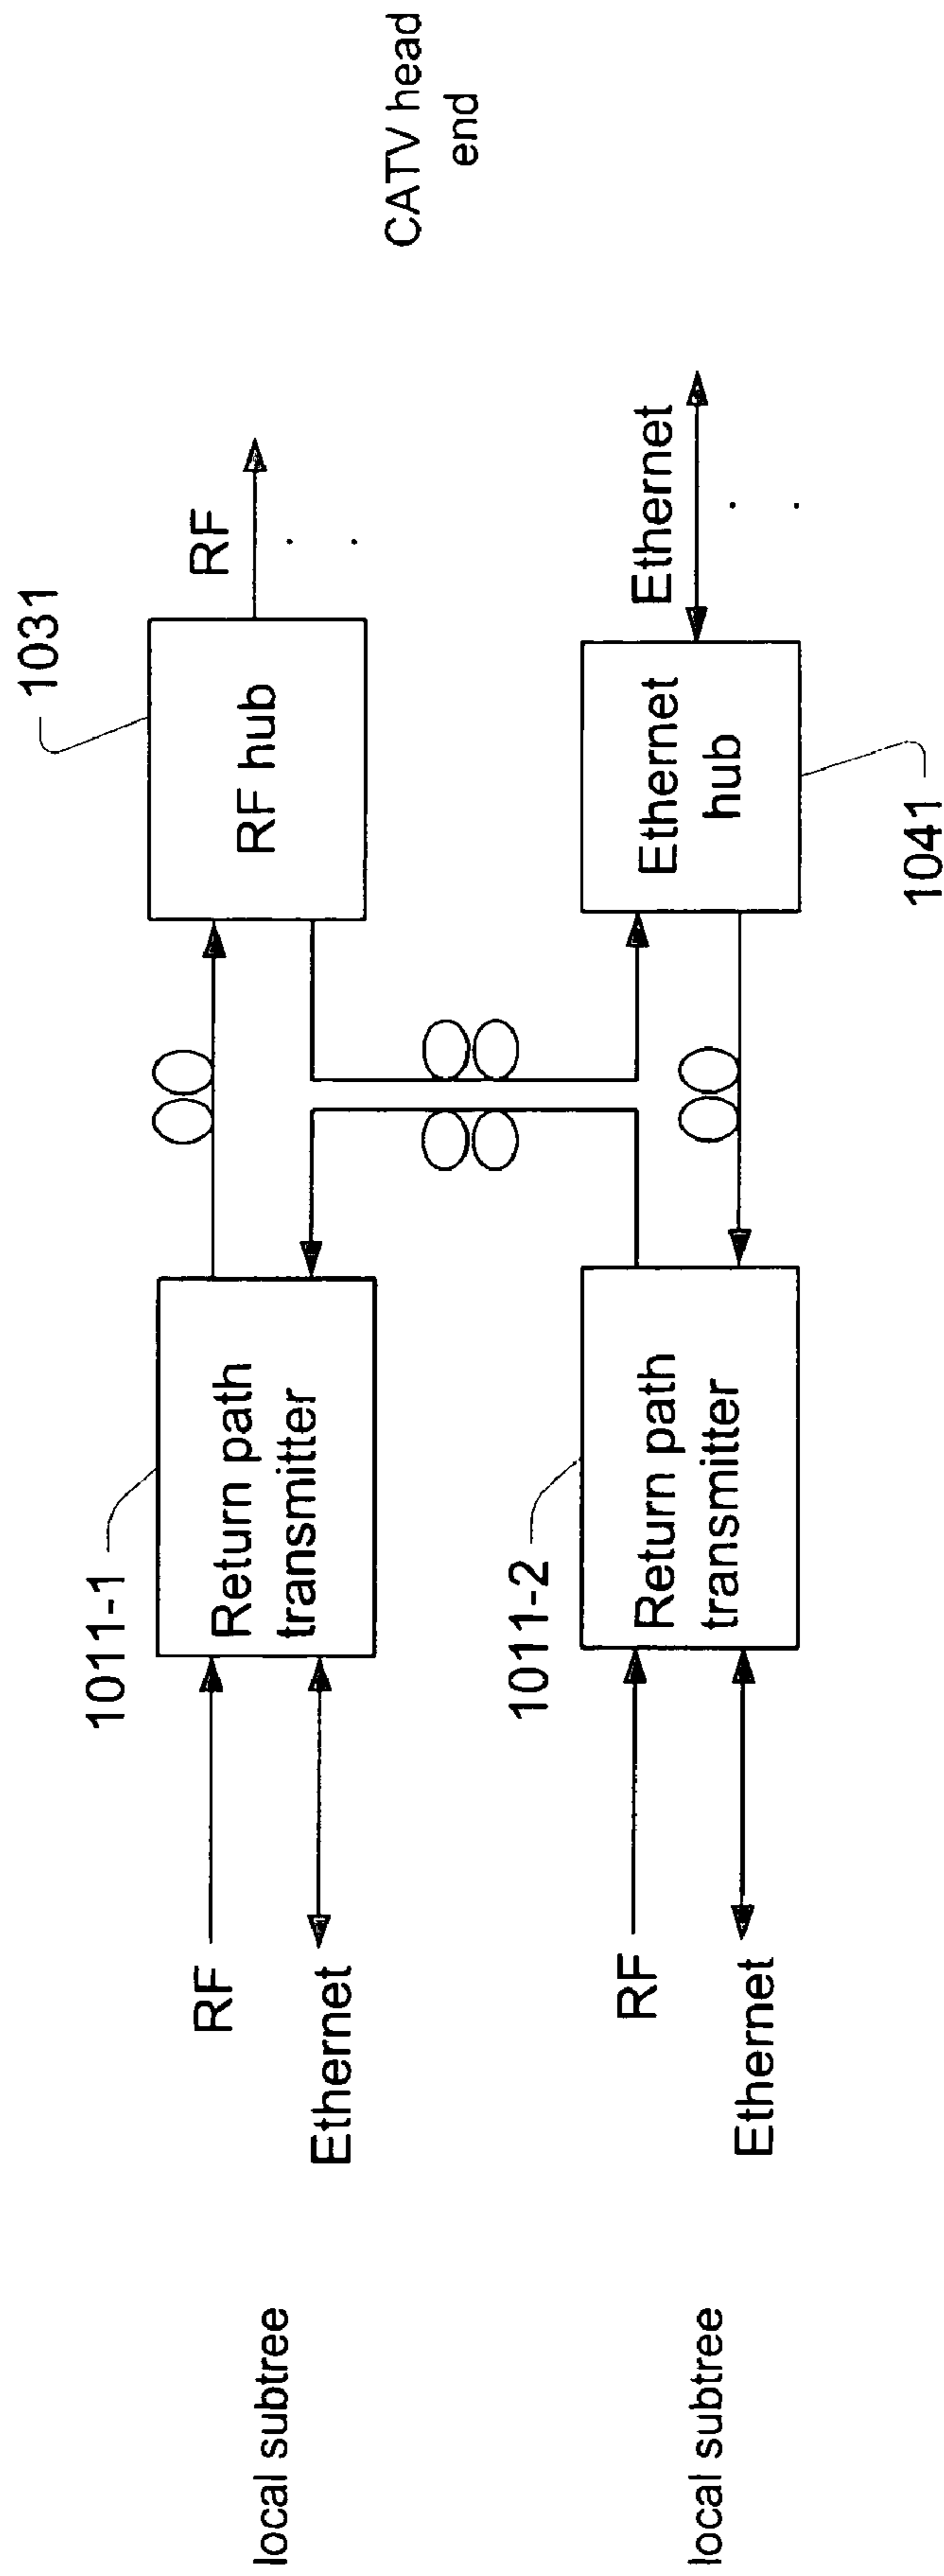 local subtree
RF
Ethernet
1011-1
Return path
transmitter
1031
RF hub
RF
CATV head
end
local subtree
RF
Ethernet
1011-2
Return path
transmitter
Ethernet
hub
1041
Ethernet